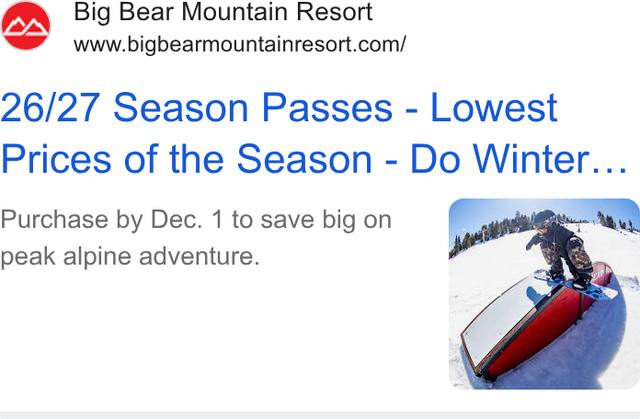 Big Bear Mountain Resort
www.bigbearmountainresort.com/
26/27 Season Passes - Lowest
Prices of the Season - Do Winter…
Purchase by Dec. 1 to save big on
peak alpine adventure.